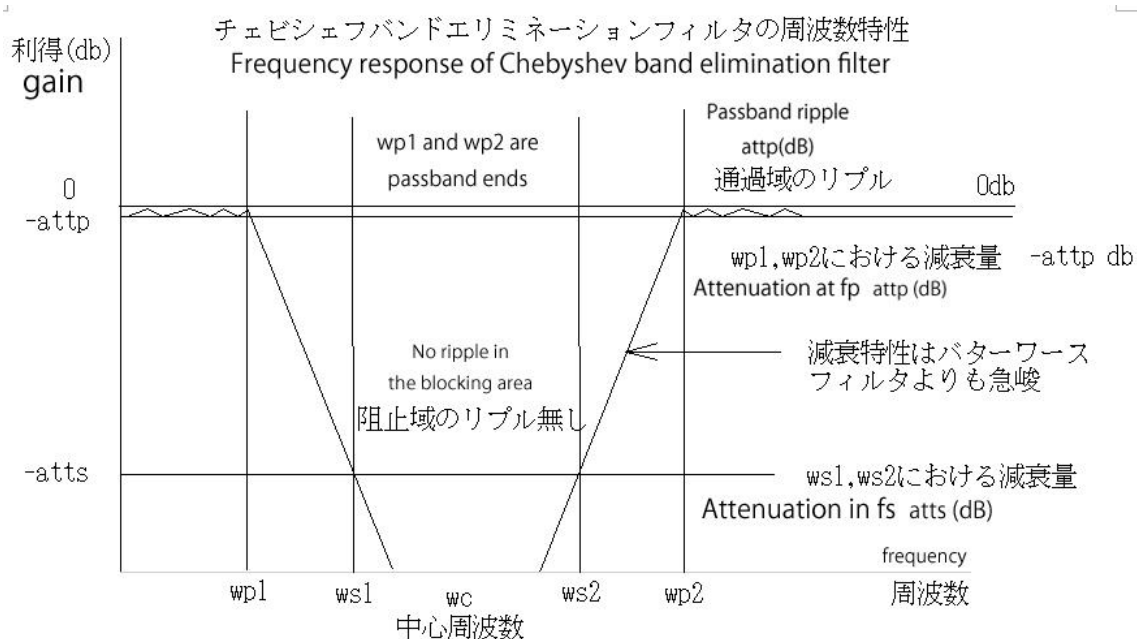 チェビシェフバンドエリミネーションフィルタの周波数特性
利得(db)
gain
Frequency response of Chebyshev band elimination filter
wp1 and wp2 are
passband ends
Passband ripple
attp(dB)
通過域のリプル
0
0db
-attp
wp1,wp2における減衰量 -attp db
Attenuation at fp attp (dB)
No ripple in
the blocking area
阻止域のリプル無し
減衰特性はバターワース
フィルタよりも急峻
-atts
ws1,ws2における減衰量
Attenuation in fs atts (dB)
frequency
周波数
wp1 ws1 wc ws2 wp2
中心周波数